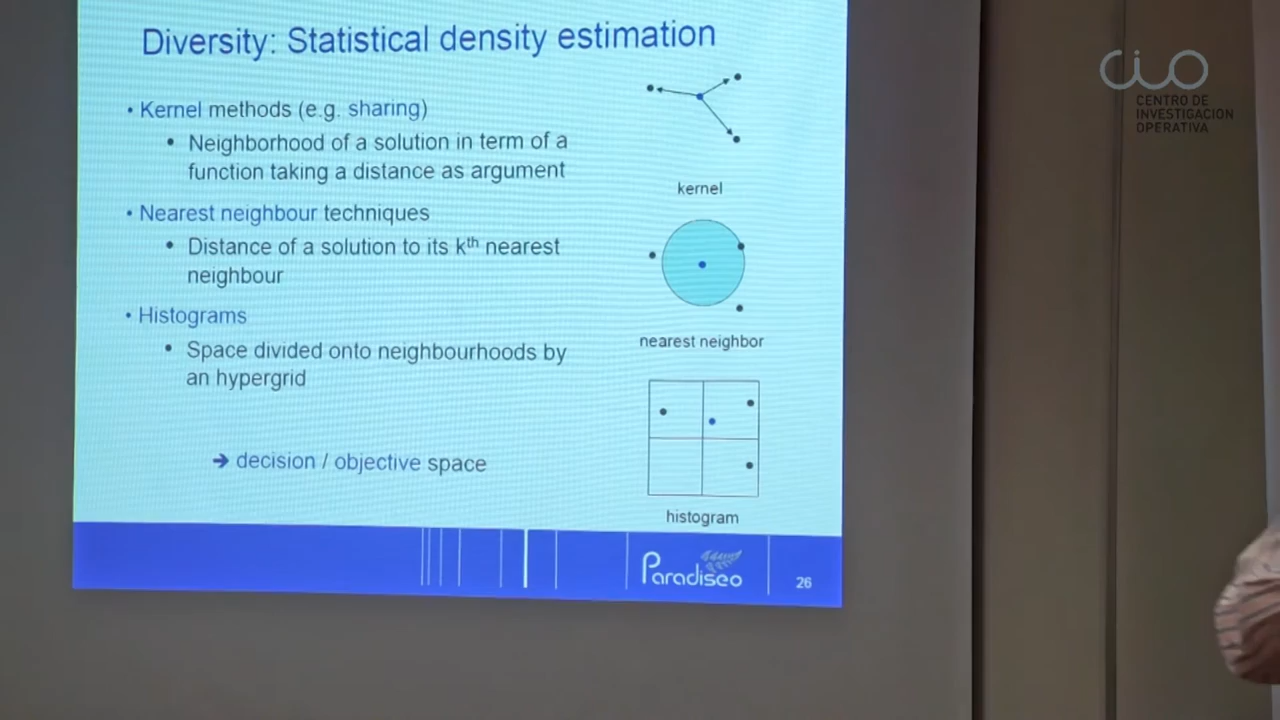 Diversity: Statistical density estimation
• Kernel methods (e.g. sharing)
• Neighborhood of a solution in term of a
function taking a distance as argument
• Nearest neighbour techniques
• Distance of a solution to its kth nearest
neighbour
• Histograms
• Space divided onto neighbourhoods by
an hypergrid
➔ decision / objective space
kernel
nearest neighbor
histogram
Paradiseo
26
CIO
CENTRO DE
INVESTIGACION
OPERATIVA